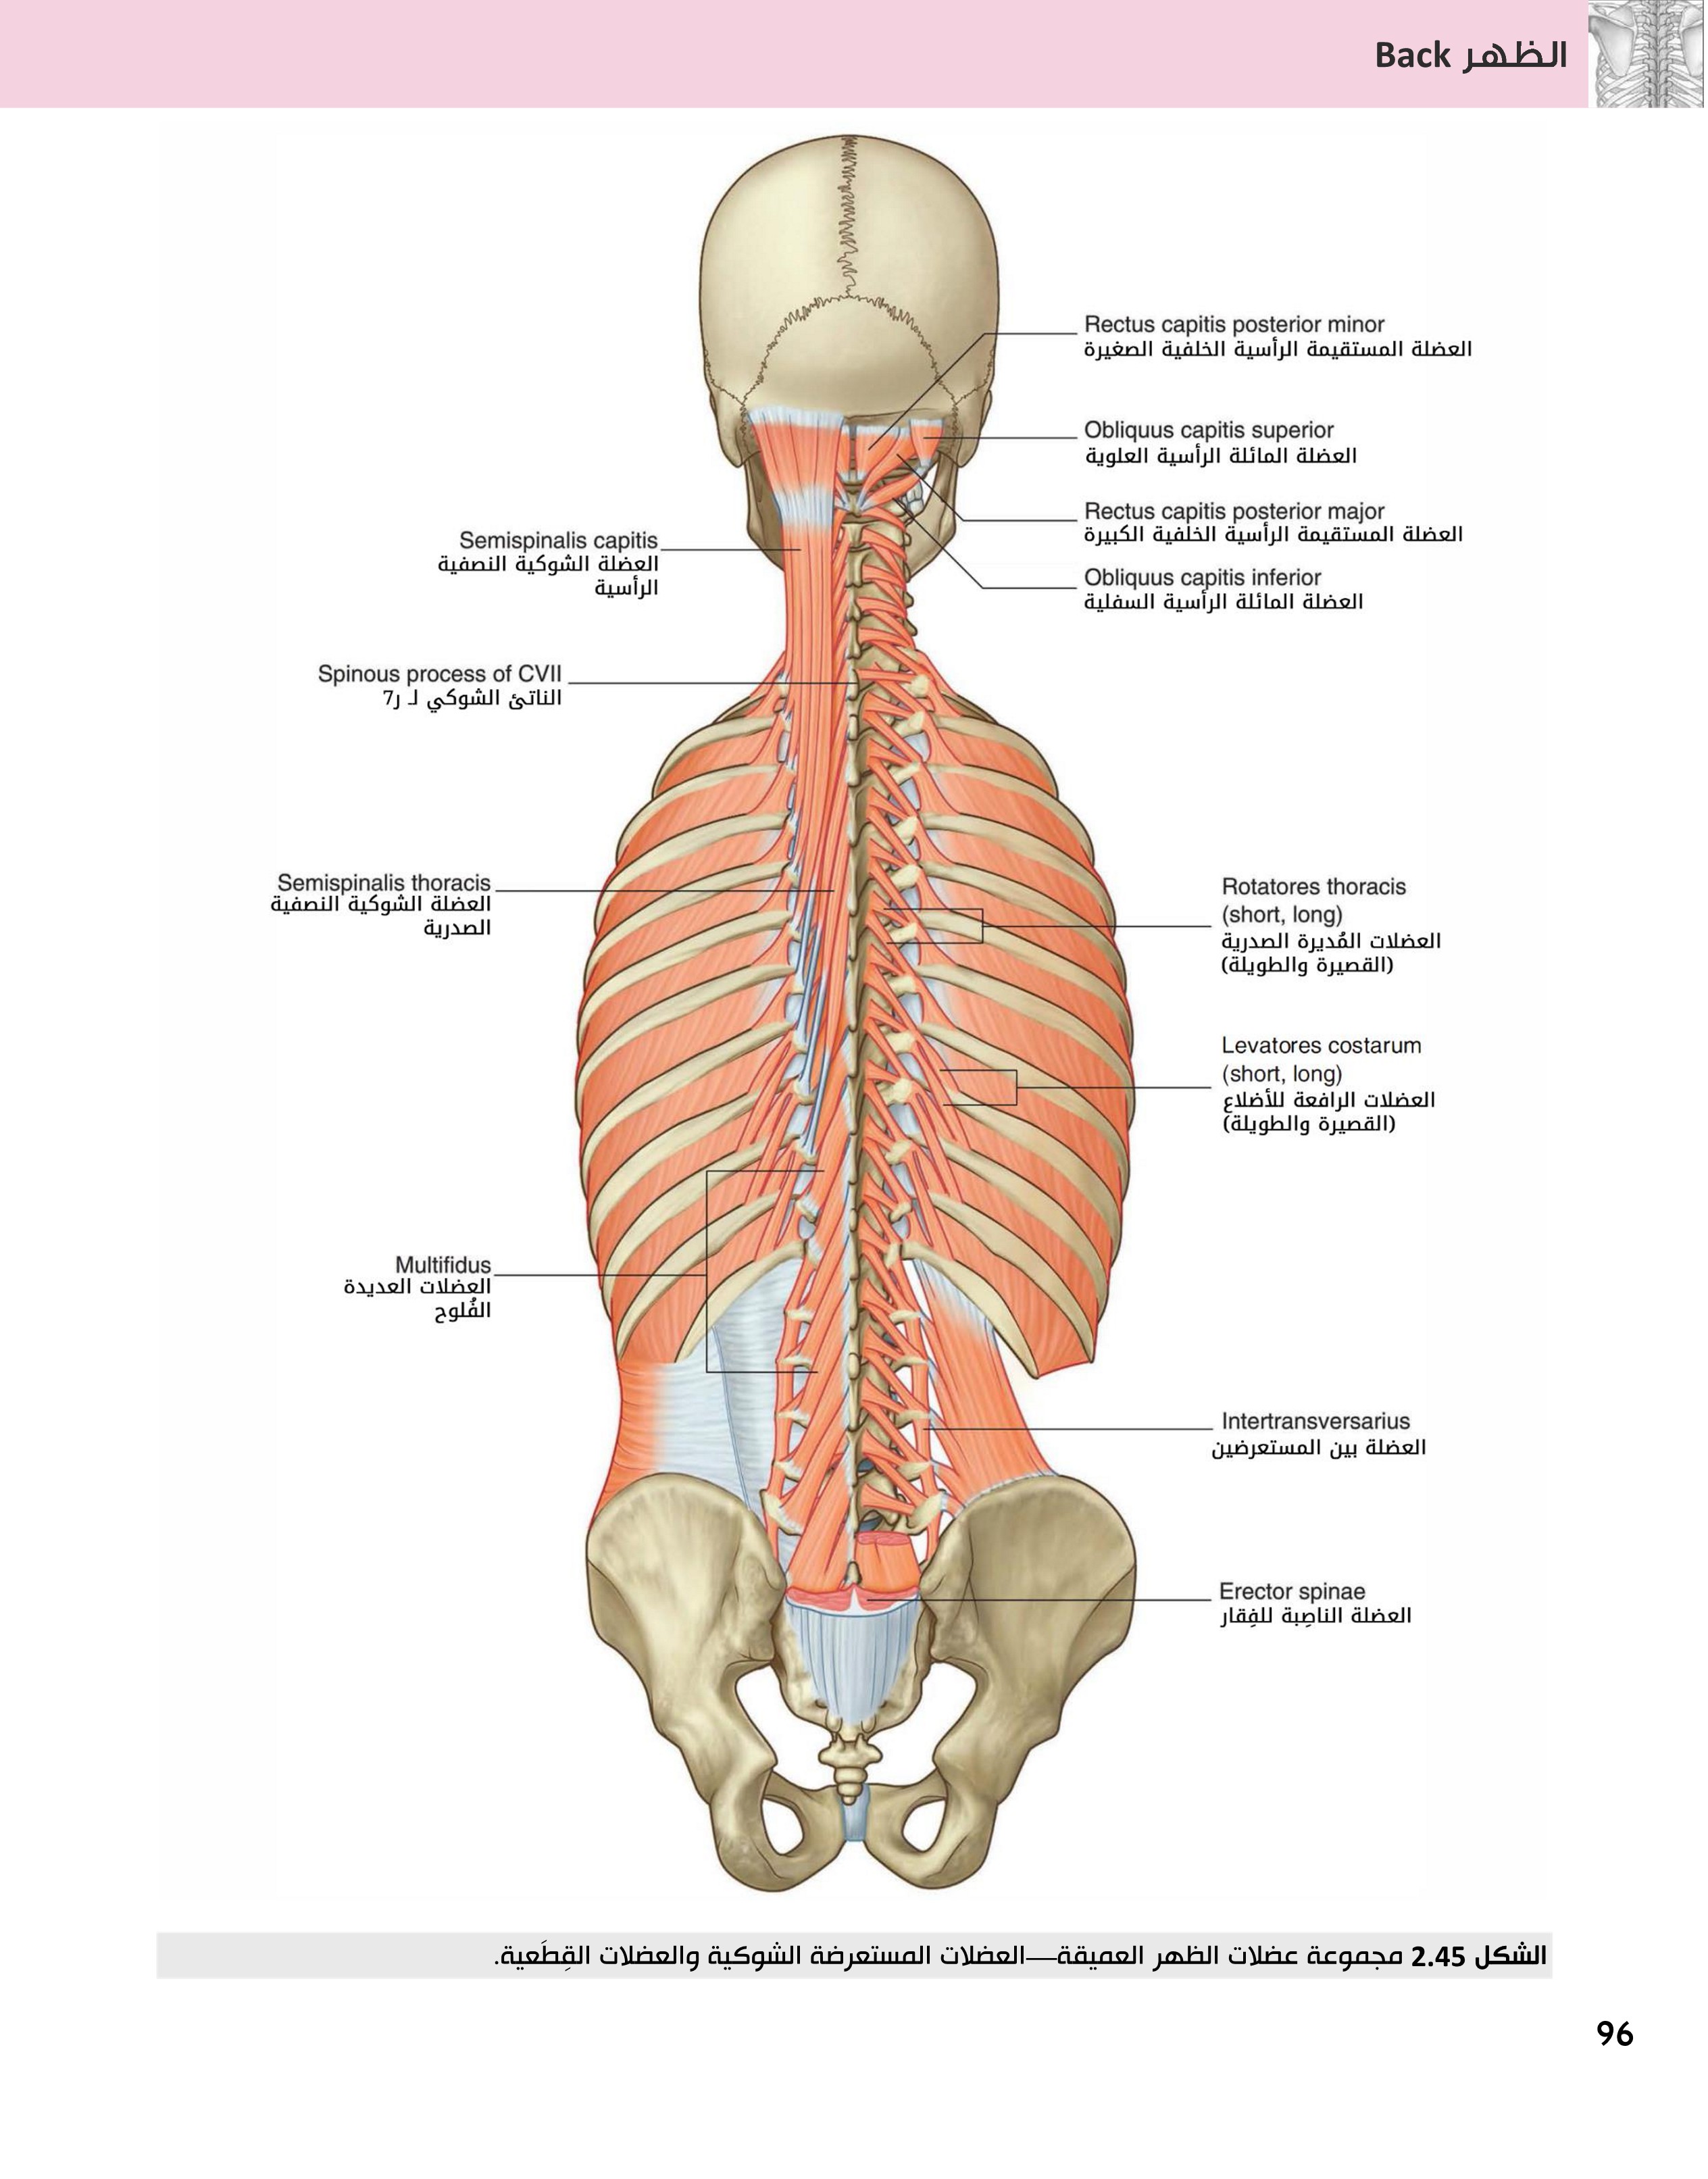 الظهر Back
Rectus capitis posterior minor
العضلة المستقيمة الرأسية الخلفية الصغيرة
Obliquus capitis superior
العضلة المائلة الرأسية العلوية
Rectus capitis posterior major
العضلة المستقيمة الرأسية الخلفية الكبيرة
Semispinalis capitis
العضلة الشوكية النصفية
الرأسية
Obliquus capitis inferior
العضلة المائلة الرأسية السفلية
Spinous process of CVII
الناتئ الشوكي لـ ر7
Semispinalis thoracis
العضلة الشوكية النصفية
الصدرية
Rotatores thoracis
(short, long)
العضلات المُديرة الصدرية
(القصيرة والطويلة)
Levatores costarum
(short, long)
العضلات الرافعة للأضلاع
(القصيرة والطويلة)
Multifidus
العضلات العديدة
الفُلوح
Intertransversarius
العضلة بين المستعرضين
Erector spinae
العضلة الناصِبة للفِقار
الشكل 2.45 مجموعة عضلات الظهر العميقة—العضلات المستعرضة الشوكية والعضلات القِطَعية.
96